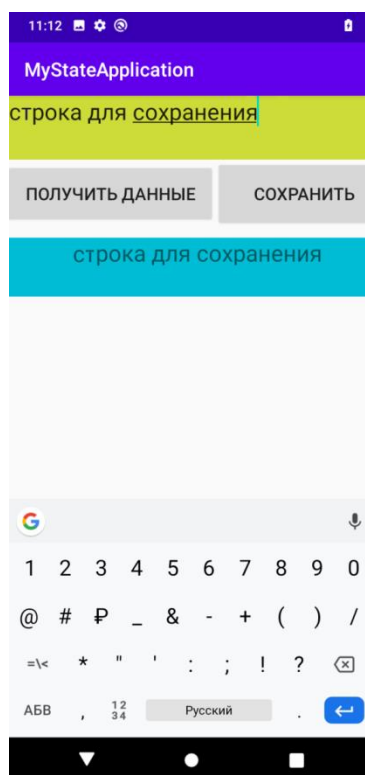 11:12
MyStateApplication
строка для сохранения
ПОЛУЧИТЬ ДАННЫЕ СОХРАНИТЬ
строка для сохранения
G
1 2 3 4 5 6 7 8 9 0
@ # ₽ _ & - + ( ) /
=\< * " ' : ; ! ?
АБВ , 12 34 Русский .